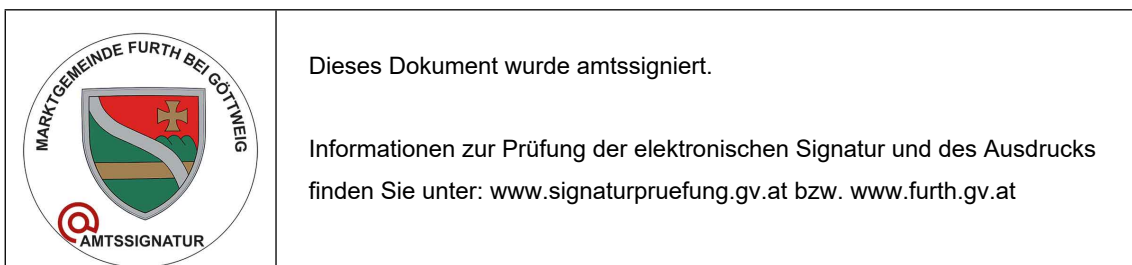 MARKTGEMEINDE FURTH BEI GÖTTWEIG
@
AMTSSIGNATUR
Dieses Dokument wurde amtssigniert.
Informationen zur Prüfung der elektronischen Signatur und des Ausdrucks
finden Sie unter: www.signaturpruefung.gv.at bzw. www.furth.gv.at